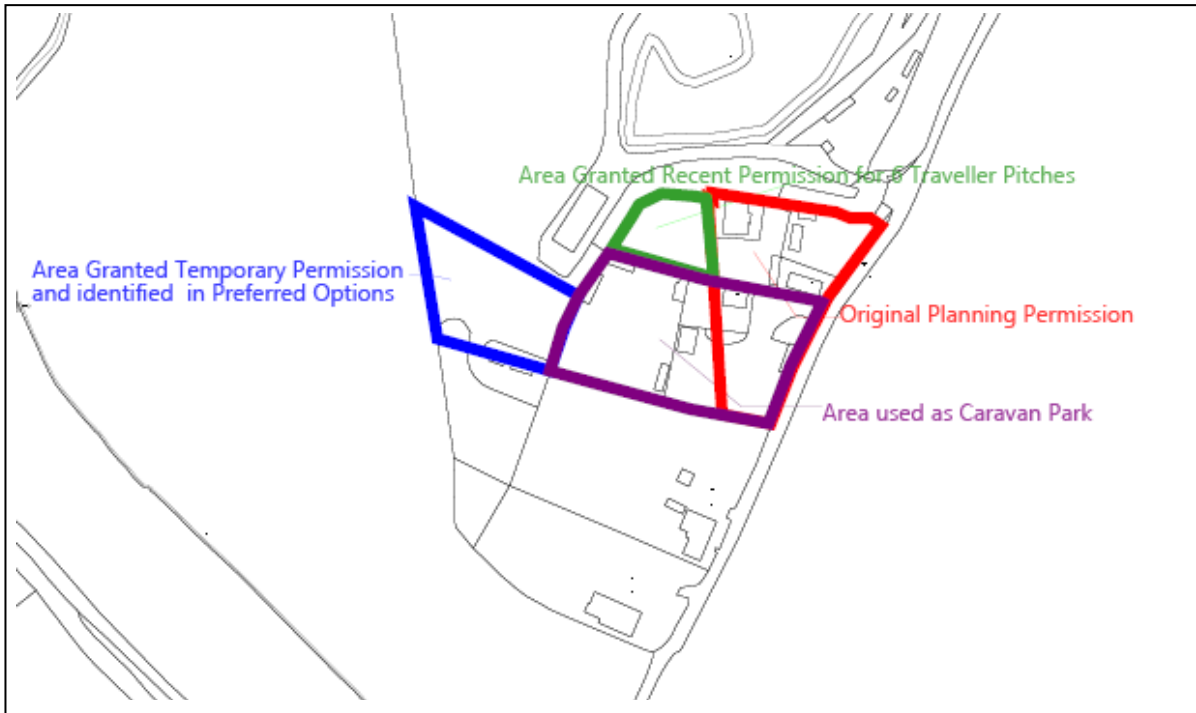 Area Granted Recent Permission for 6 Traveller Pitches
Area Granted Temporary Permission
and identified in Preferred Options
Original Planning Permission
Area used as Caravan Park